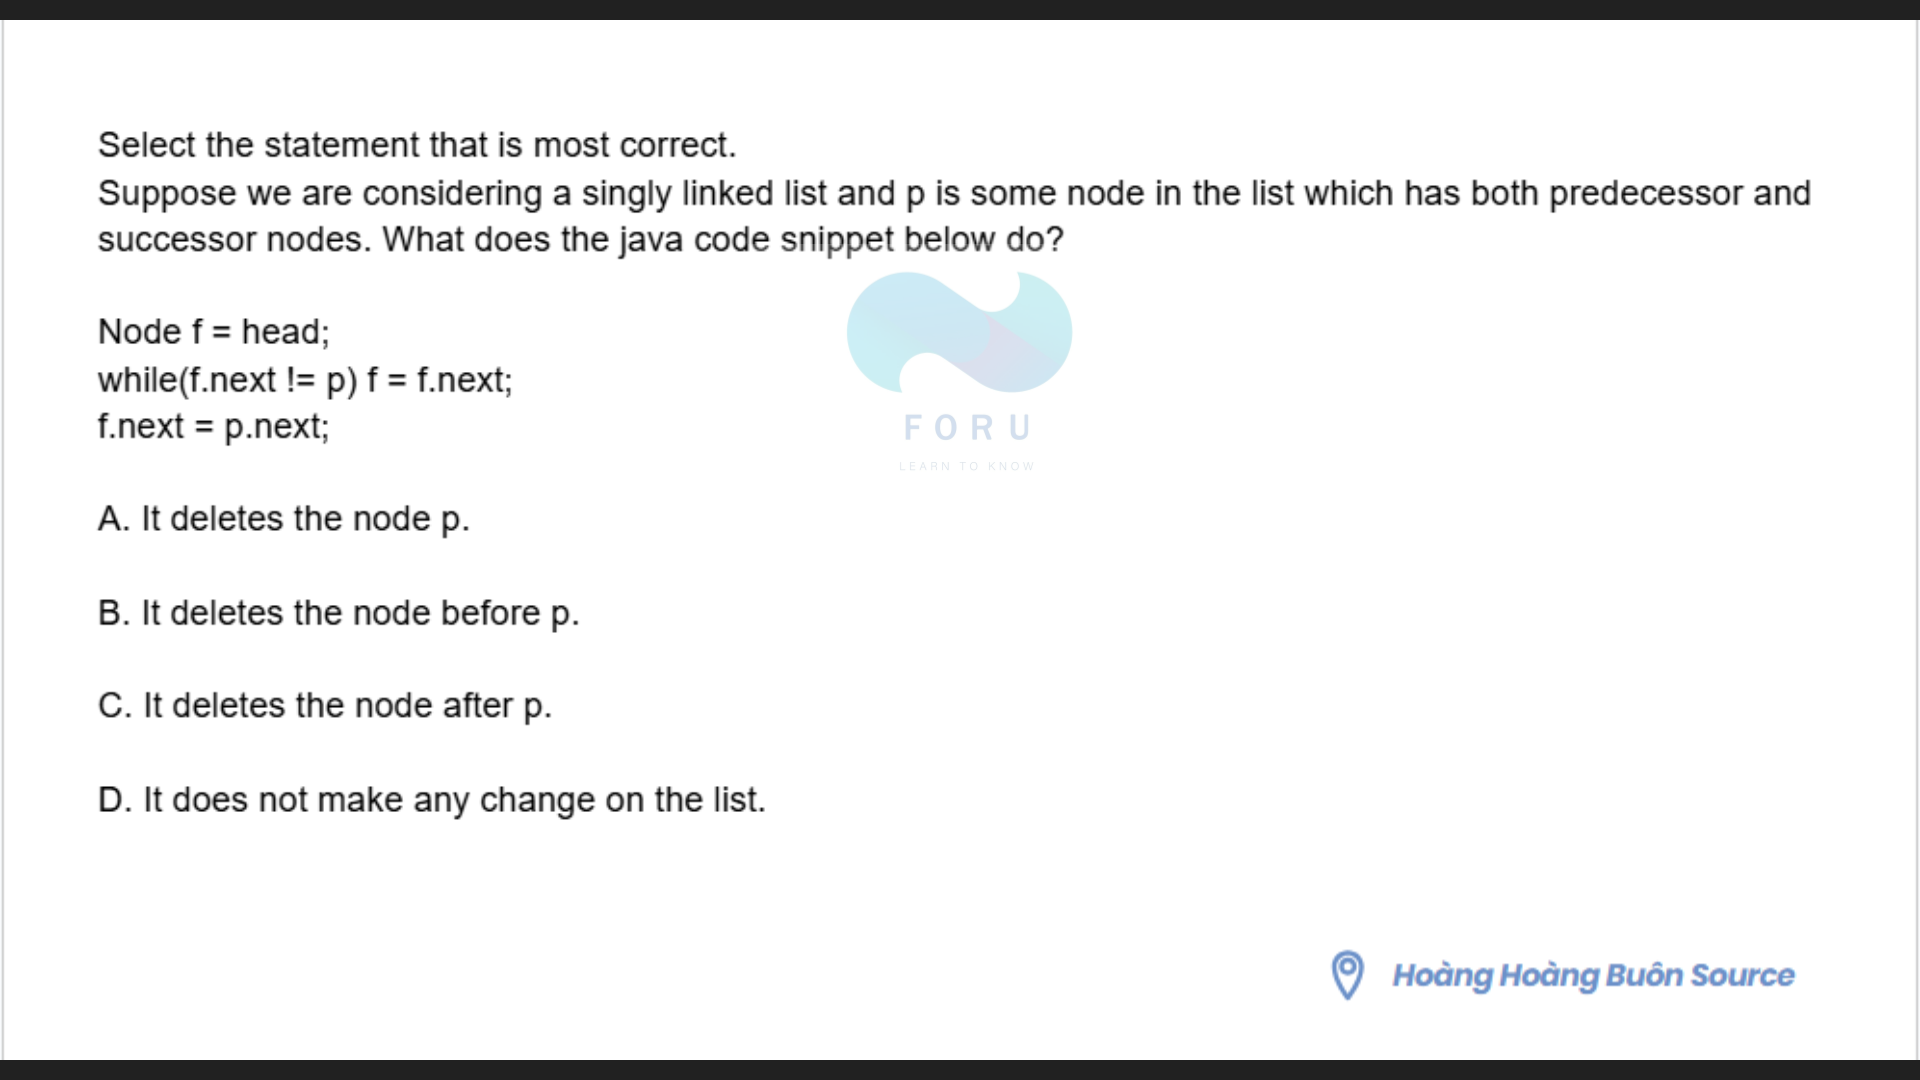 Select the statement that is most correct.
Suppose we are considering a singly linked list and p is some node in the list which has both predecessor and
successor nodes. What does the java code snippet below do?
Node f = head;
while(f.next != p) f = f.next;
f.next = p.next;
FORU
LEARN TO KNOW
A. It deletes the node p.
B. It deletes the node before p.
C. It deletes the node after p.
D. It does not make any change on the list.
Hoàng Hoàng Buôn Source